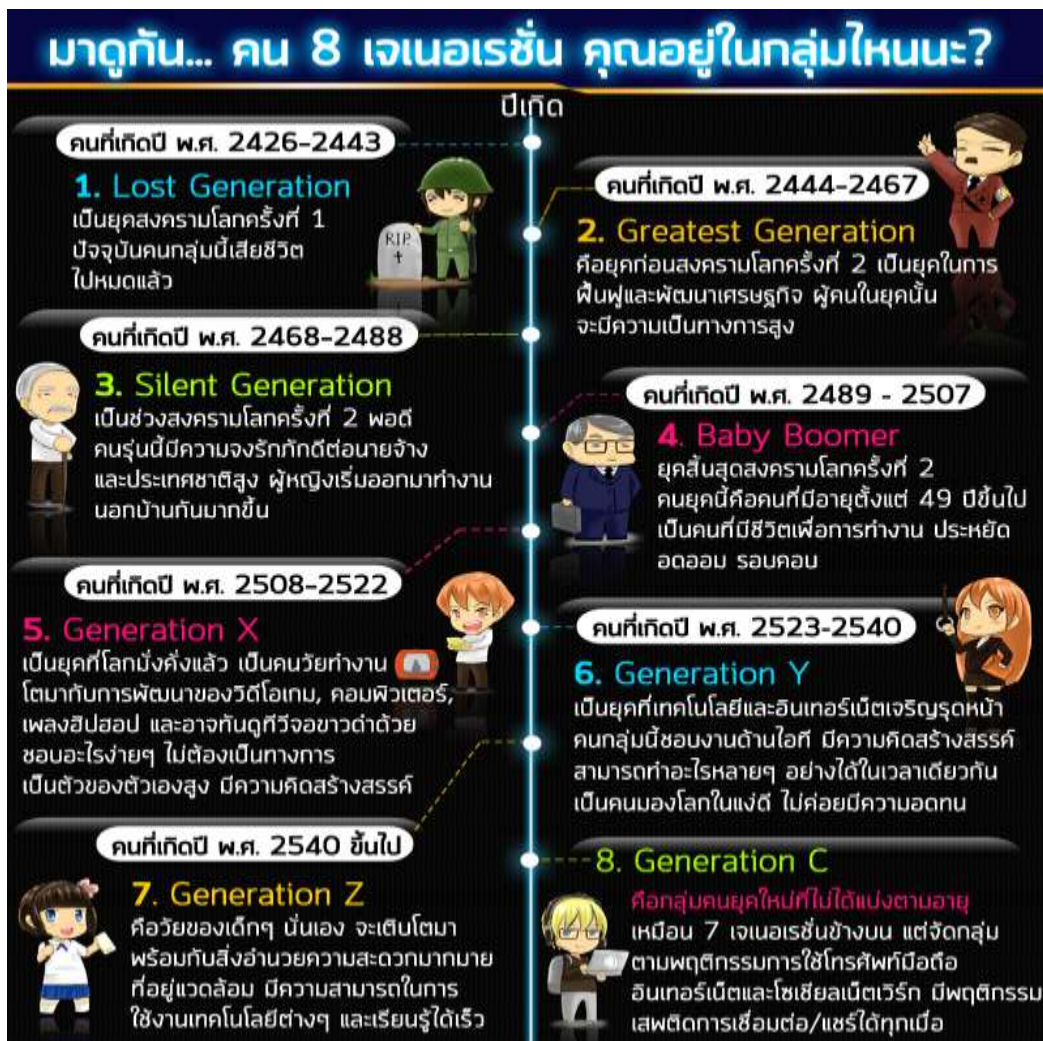 มาดูกัน... คน 8 เจเนอเรชั่น คุณอยู่ในกลุ่มไหนนะ?
ปีเกิด
คนที่เกิดปี พ.ศ. 2426-2443
1. Lost Generation
เป็นยุคสงครามโลกครั้งที่ 1
ปัจจุบันคนกลุ่มนี้เสียชีวิต
ไปหมดแล้ว
RIP
คนที่เกิดปี พ.ศ. 2444-2467
2. Greatest Generation
คือยุคก่อนสงครามโลกครั้งที่ 2 เป็นยุคในการ
ฟื้นฟูและพัฒนาเศรษฐกิจ ผู้คนในยุคนั้น
จะมีความเป็นทางการสูง
คนที่เกิดปี พ.ศ. 2468-2488
3. Silent Generation
เป็นช่วงสงครามโลกครั้งที่ 2 พอดี
คนรุ่นนี้มีความจงรักภักดีต่อนายจ้าง
และประเทศชาติสูง ผู้หญิงเริ่มออกมาทำงาน
นอกบ้านกันมากขึ้น
คนที่เกิดปี พ.ศ. 2489 - 2507
4. Baby Boomer
ยุคสิ้นสุดสงครามโลกครั้งที่ 2
คนยุคนี้คือคนที่มีอายุตั้งแต่ 49 ปีขึ้นไป
เป็นคนที่มีชีวิตเพื่อการทำงาน ประหยัด
อดออม รอบคอบ
คนที่เกิดปี พ.ศ. 2508-2522
5. Generation X
เป็นยุคที่โลกมั่งคั่งแล้ว เป็นคนวัยทำงาน
โตมากับการพัฒนาของวิดีโอเกม, คอมพิวเตอร์,
เพลงฮิปฮอป และอาจทันดูทีวีจอขาวดำด้วย
ชอบอะไรง่ายๆ ไม่ต้องเป็นทางการ
เป็นตัวของตัวเองสูง มีความคิดสร้างสรรค์
คนที่เกิดปี พ.ศ. 2523-2540
6. Generation Y
เป็นยุคที่เทคโนโลยีและอินเทอร์เน็ตเจริญรุดหน้า
คนกลุ่มนี้ชอบงานด้านไอที มีความคิดสร้างสรรค์
สามารถทำอะไรหลายๆ อย่างได้ในเวลาเดียวกัน
เป็นคนมองโลกในแง่ดี ไม่ค่อยมีความอดทน
คนที่เกิดปี พ.ศ. 2540 ขึ้นไป
7. Generation Z
คือวัยของเด็กๆ นั่นเอง จะเติบโตมา
พร้อมกับสิ่งอำนวยความสะดวกมากมาย
ที่อยู่แวดล้อม มีความสามารถในการ
ใช้งานเทคโนโลยีต่างๆ และเรียนรู้ได้เร็ว
8. Generation C
คือกลุ่มคนยุคใหม่ที่ไม่ได้แบ่งตามอายุ
เหมือน 7 เจเนอเรชั่นข้างบน แต่จัดกลุ่ม
ตามพฤติกรรมการใช้โทรศัพท์มือถือ
อินเทอร์เน็ตและโซเชียลเน็ตเวิร์ก มีพฤติกรรม
เสพติดการเชื่อมต่อ/แชร์ได้ทุกเมื่อ